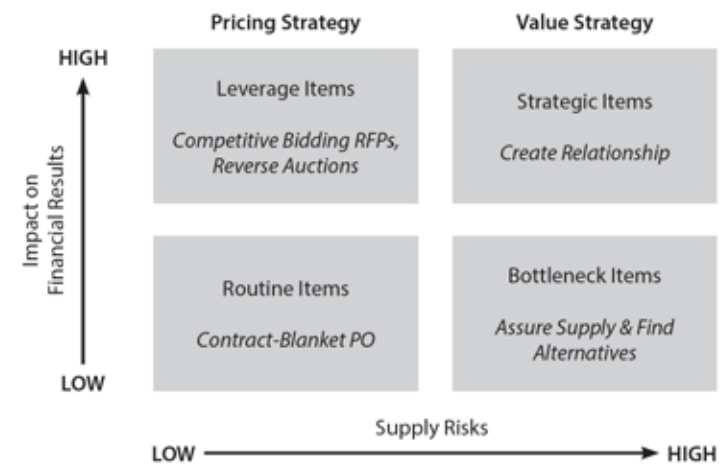 Pricing Strategy
Value Strategy
HIGH
Leverage Items
Competitive Bidding RFPs,
Reverse Auctions
Strategic Items
Create Relationship
Impact on
Financial Results
Routine Items
Contract-Blanket PO
Bottleneck Items
Assure Supply & Find
Alternatives
LOW
Supply Risks
LOW
HIGH